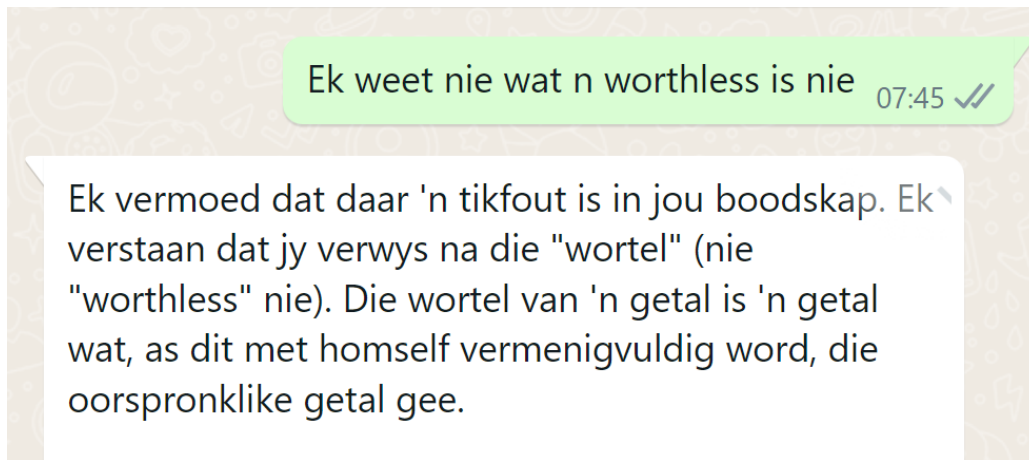 Ek weet nie wat n worthless is nie
07:45
Ek vermoed dat daar 'n tikfout is in jou boodskap. Ek
verstaan dat jy verwys na die "wortel" (nie
"worthless" nie). Die wortel van 'n getal is 'n getal
wat, as dit met homself vermenigvuldig word, die
oorspronklike getal gee.